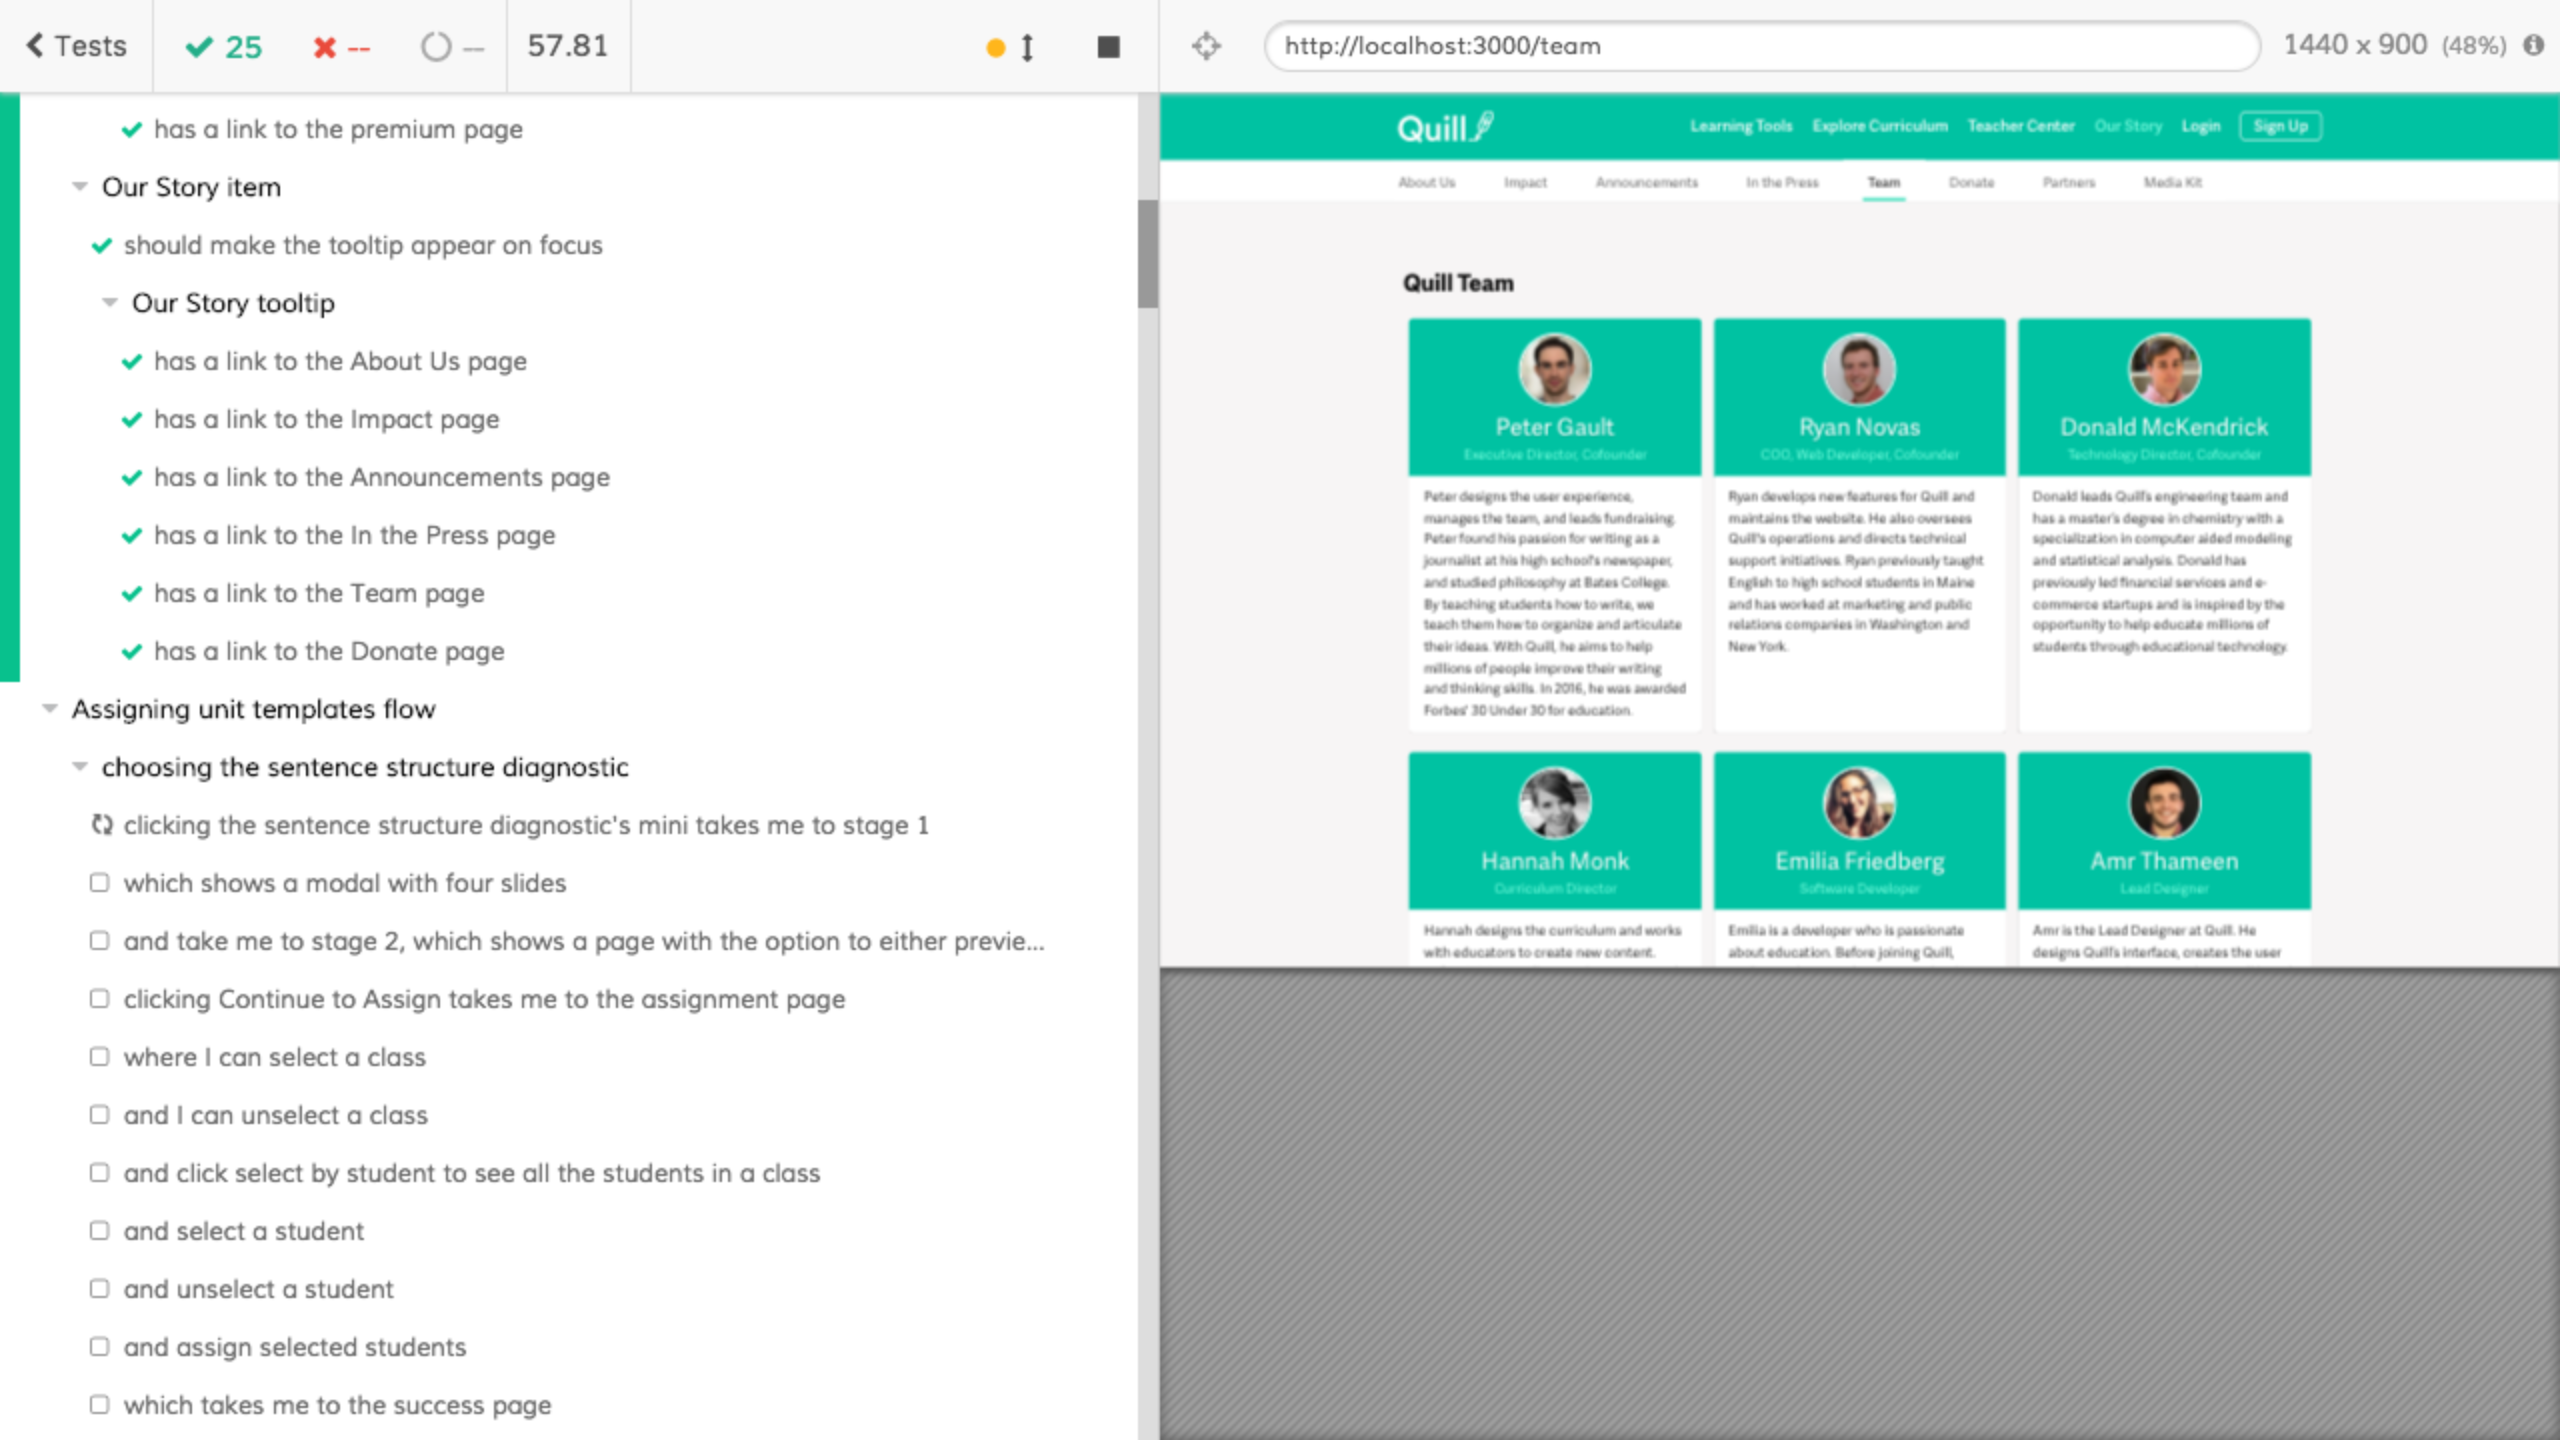 Tests
25
--
--
57.81
http://localhost:3000/team
1440 x 900 (48%)
has a link to the premium page
Our Story item
should make the tooltip appear on focus
Our Story tooltip
has a link to the About Us page
has a link to the Impact page
has a link to the Announcements page
has a link to the In the Press page
has a link to the Team page
has a link to the Donate page
Assigning unit templates flow
choosing the sentence structure diagnostic
clicking the sentence structure diagnostic's mini takes me to stage 1
which shows a modal with four slides
and take me to stage 2, which shows a page with the option to either previe...
clicking Continue to Assign takes me to the assignment page
where I can select a class
and I can unselect a class
and click select by student to see all the students in a class
and select a student
and unselect a student
and assign selected students
which takes me to the success page
Quill
Learning Tools Explore Curriculum Teacher Center Our Story Login Sign Up
About Us Impact Announcements In the Press Team Donate Partners Media Kit
Quill Team
Peter Gault
Executive Director, Cofounder
Peter designs the user experience,
manages the team, and leads fundraising.
Peter found his passion for writing as a
journalist at his high school's newspaper,
and studied philosophy at Bates College.
By teaching students how to write, we
teach them how to organize and articulate
their ideas. With Quill, he aims to help
millions of people improve their writing
and thinking skills. In 2016, he was awarded
Forbes' 30 Under 30 for education.
Ryan Novas
COO, Web Developer, Cofounder
Ryan develops new features for Quill and
maintains the website. He also oversees
Quill's operations and directs technical
support initiatives. Ryan previously taught
English to high school students in Maine
and has worked at marketing and public
relations companies in Washington and
New York.
Donald McKendrick
Technology Director, Cofounder
Donald leads Quill's engineering team and
has a master's degree in chemistry with a
specialization in computer aided modeling
and statistical analysis. Donald has
previously led financial services and e-
commerce startups and is inspired by the
opportunity to help educate millions of
students through educational technology.
Hannah Monk
Curriculum Director
Hannah designs the curriculum and works
with educators to create new content.
Emilia Friedberg
Software Developer
Emilia is a developer who is passionate
about education. Before joining Quill,
Amr Thameen
Lead Designer
Amr is the Lead Designer at Quill. He
designs Quill's interface, creates the user